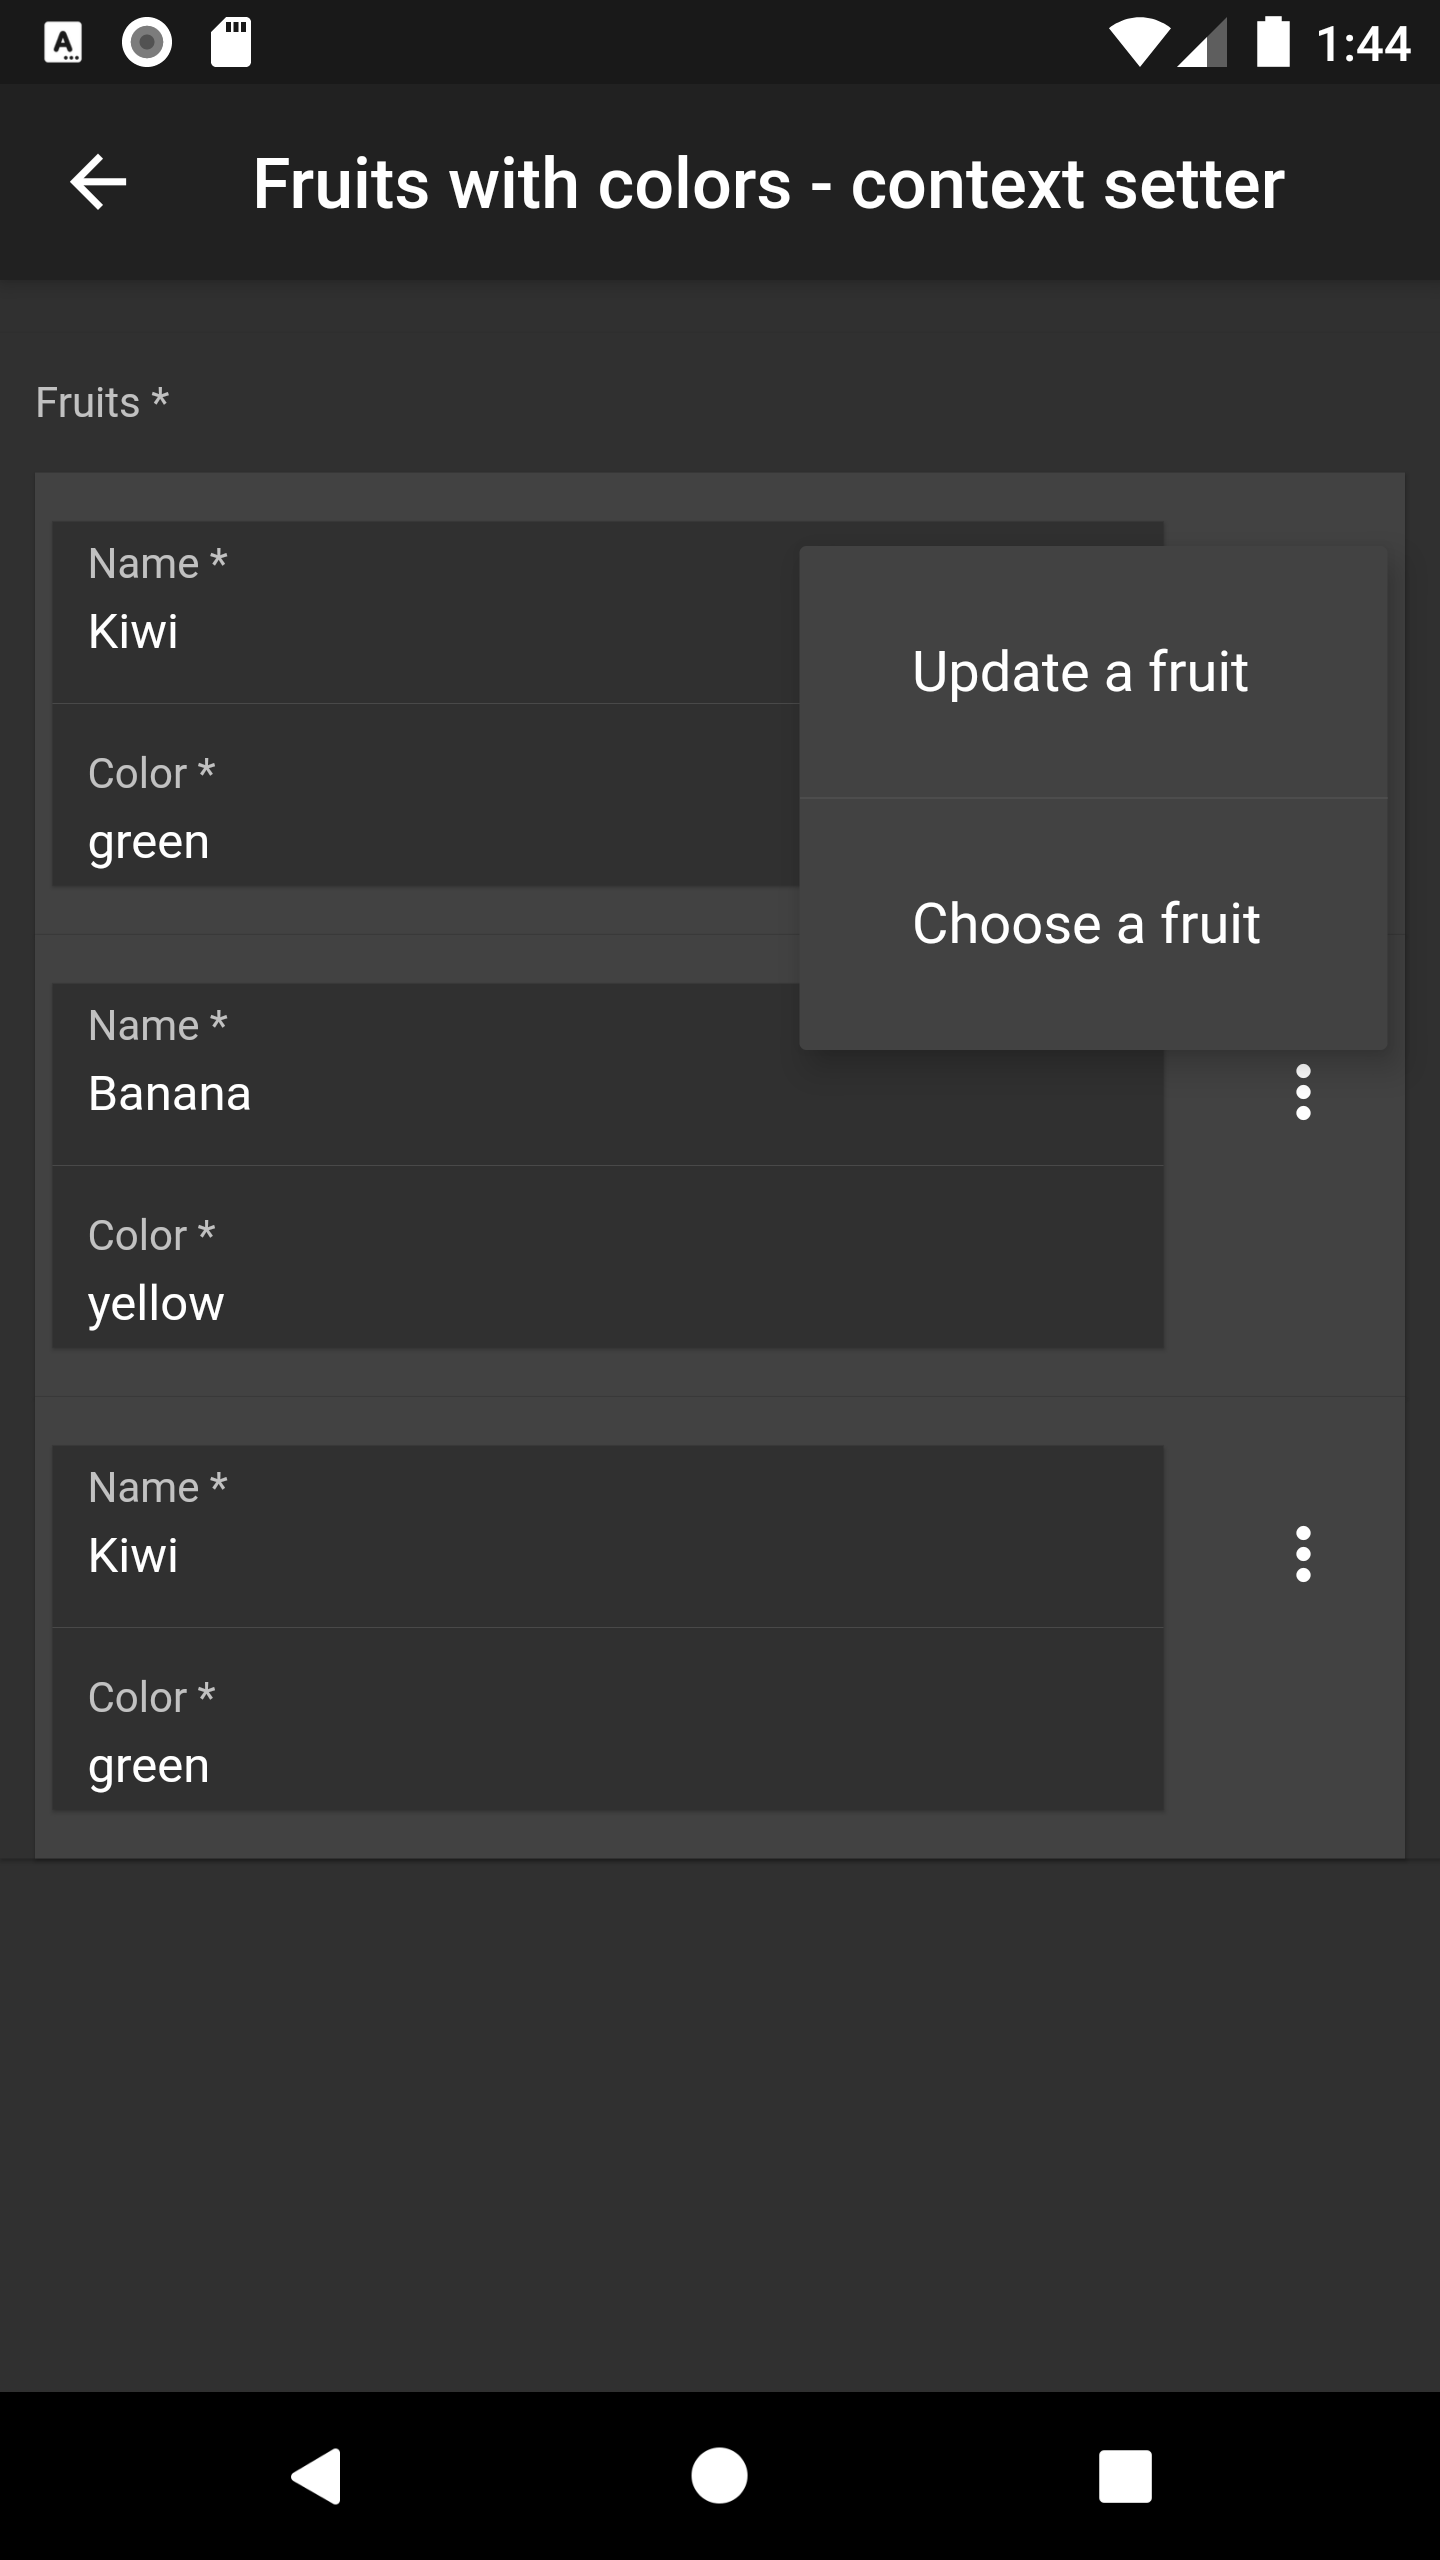 1:44
Fruits with colors - context setter
Fruits *
Name *
Kiwi
Color *
green
Update a fruit
Choose a fruit
Name *
Banana
Color *
yellow
Name *
Kiwi
Color *
green